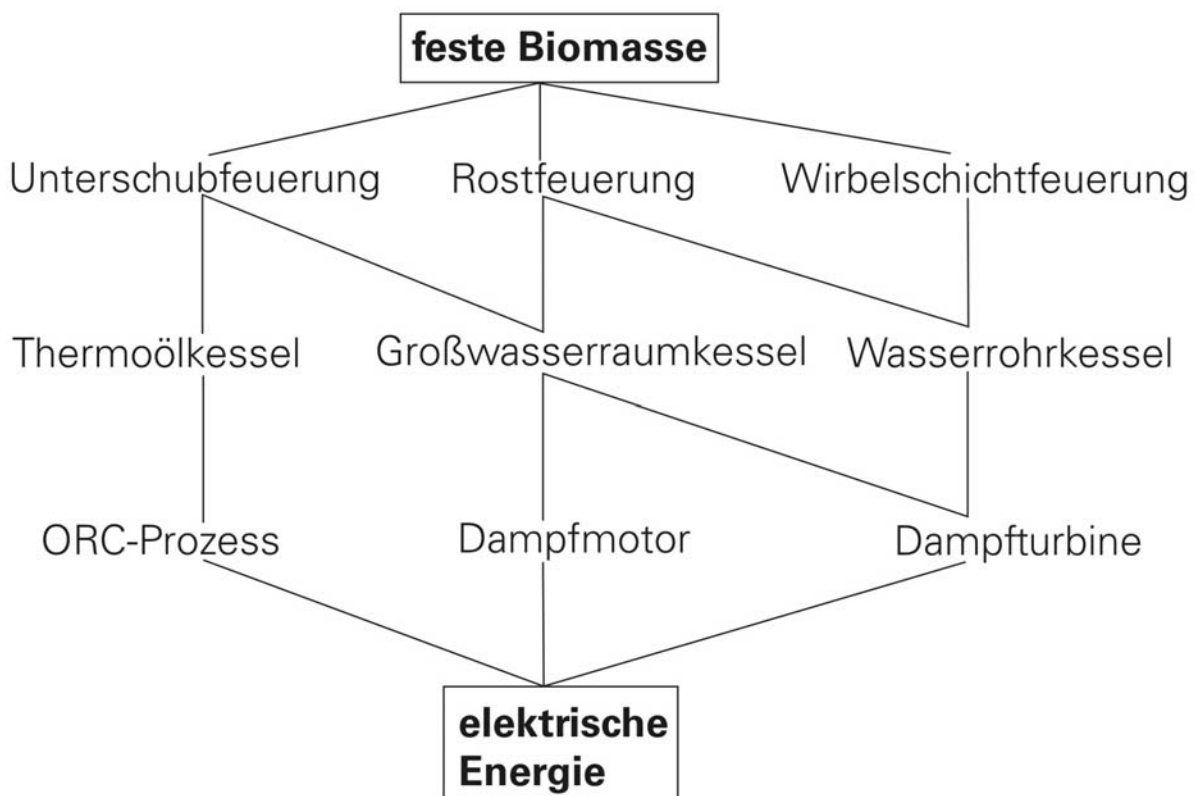 feste Biomasse
Unterschubfeuerung
Rostfeuerung
Wirbelschichtfeuerung
Thermoölkessel
Großwasserraumkessel
Wasserrohrkessel
ORC-Prozess
Dampfmotor
Dampfturbine
elektrische
Energie